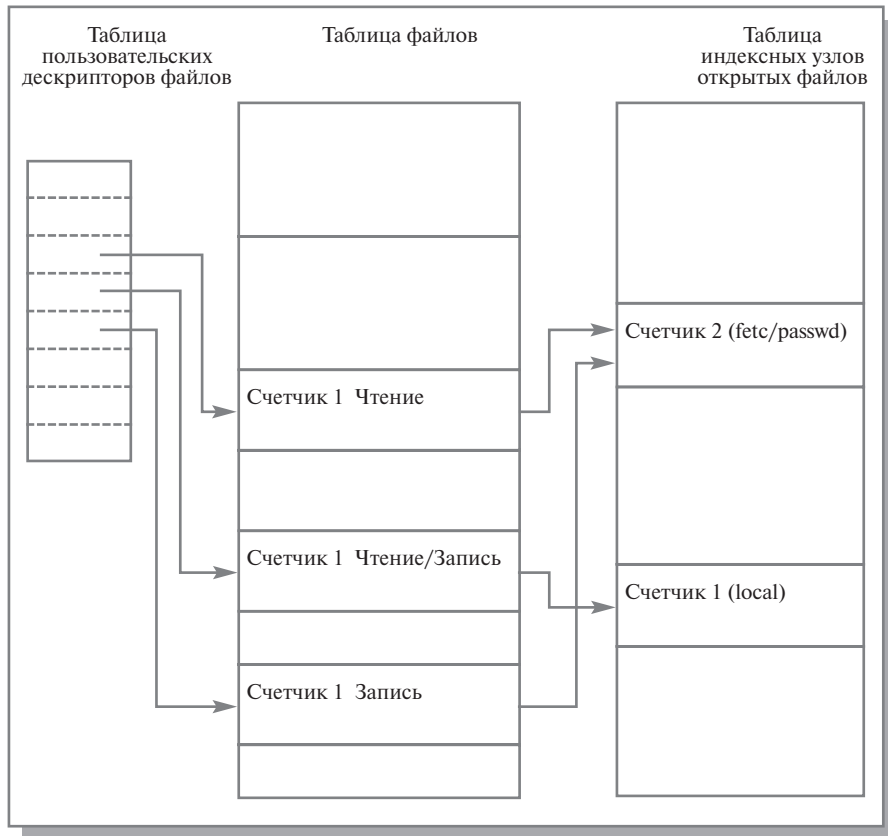 Таблица
пользовательских
дескрипторов файлов
Таблица файлов
Таблица
индексных узлов
открытых файлов
Счетчик 2 (fetc/passwd)
Счетчик 1 Чтение
Счетчик 1 Чтение/Запись
Счетчик 1 (local)
Счетчик 1 Запись